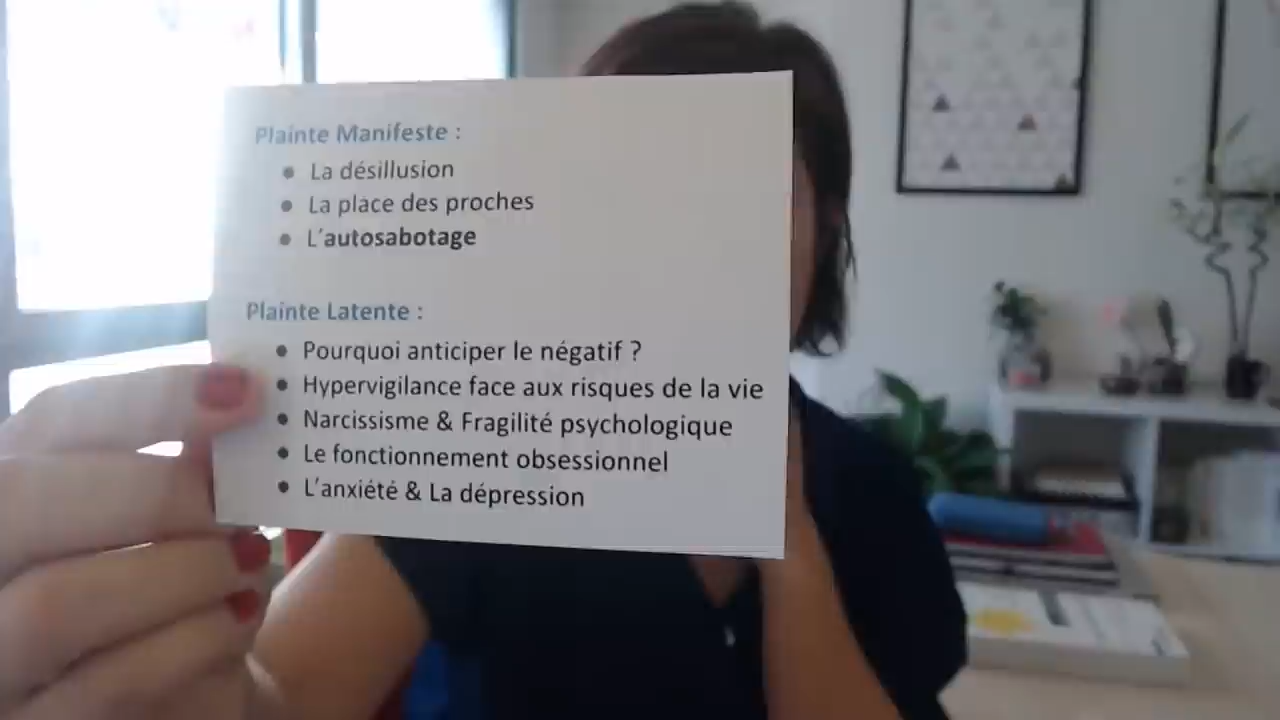 Plainte Manifeste :
• La désillusion
• La place des proches
• L'autosabotage
Plainte Latente :
• Pourquoi anticiper le négatif ?
• Hypervigilance face aux risques de la vie
• Narcissisme & Fragilité psychologique
• Le fonctionnement obsessionnel
• L'anxiété & La dépression